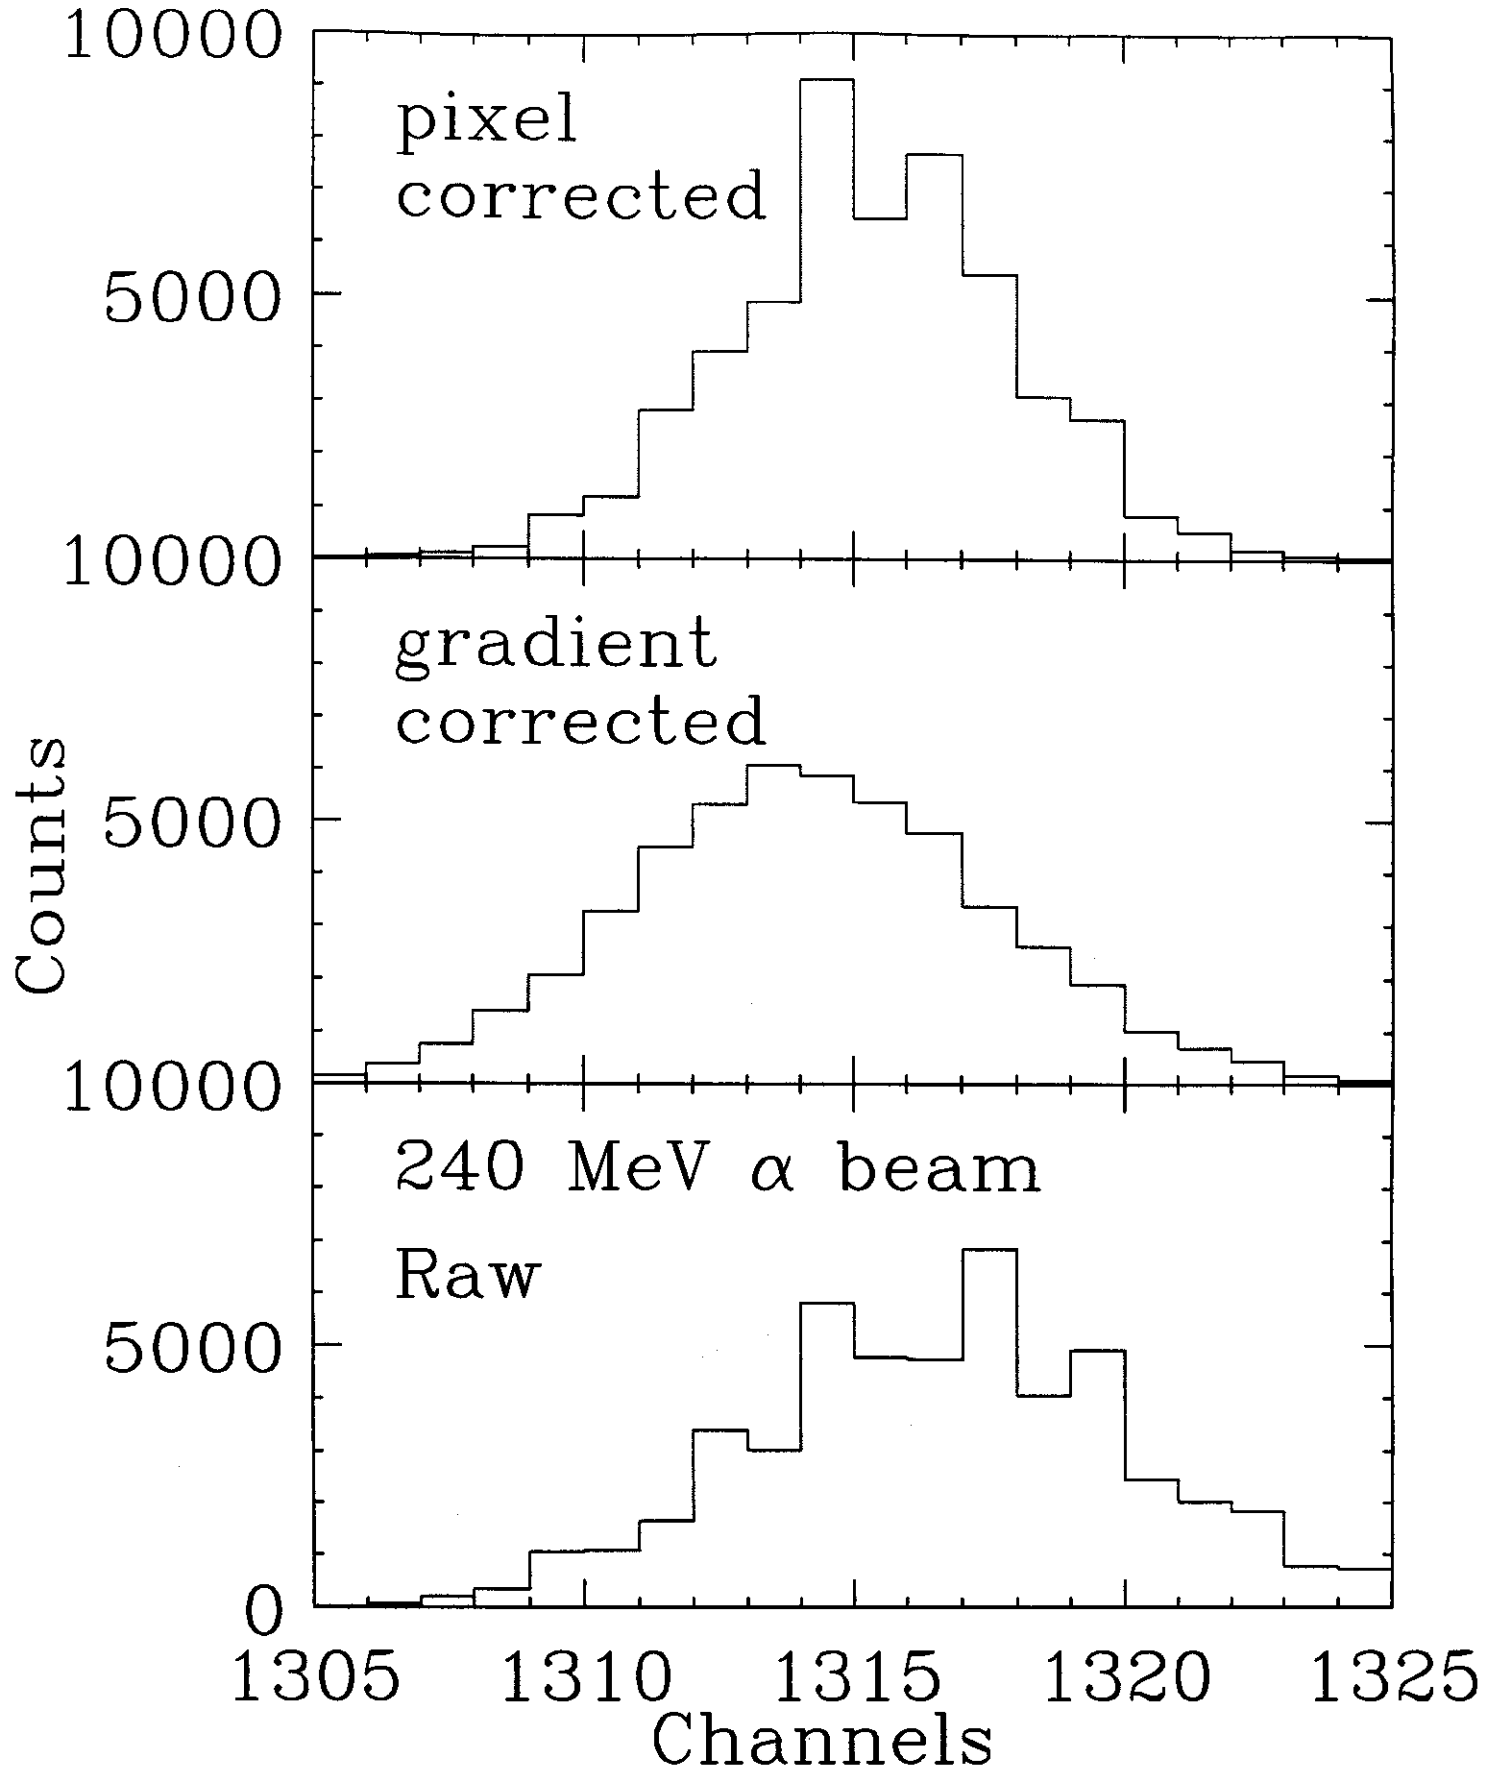 10000
pixel
corrected
5000
10000
gradient
corrected
5000
Counts
10000
240 MeV α beam
Raw
5000
0
1305 1310 1315 1320 1325
Channels